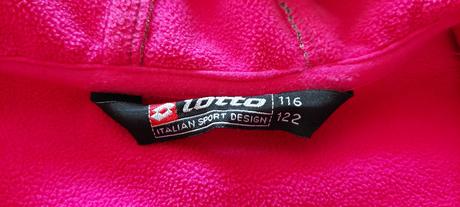 lotto 116
ITALIAN SPORT DESIGN 122